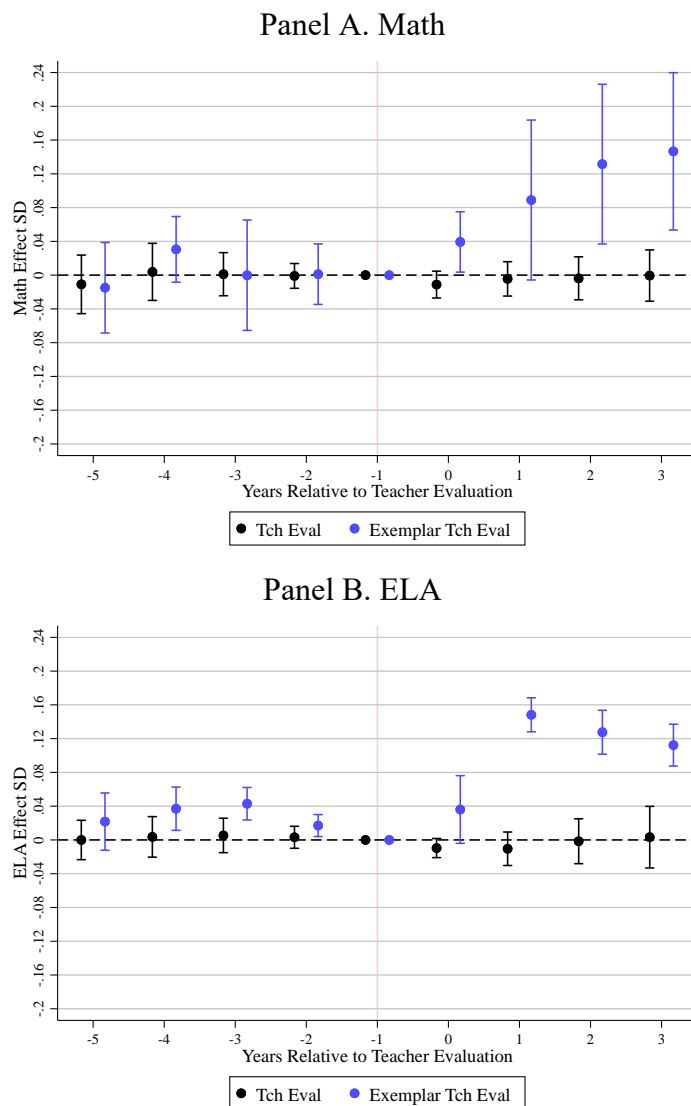 Panel A. Math
.24
.2
.16
.12
.08
.04
0
-.04
-.08
-.12
-.16
-.2
Math Effect SD
-5 -4 -3 -2 -1 0 1 2 3
Years Relative to Teacher Evaluation
Tch Eval Exemplar Tch Eval
Panel B. ELA
.24
.2
.16
.12
.08
.04
0
-.04
-.08
-.12
-.16
-.2
ELA Effect SD
-5 -4 -3 -2 -1 0 1 2 3
Years Relative to Teacher Evaluation
Tch Eval Exemplar Tch Eval